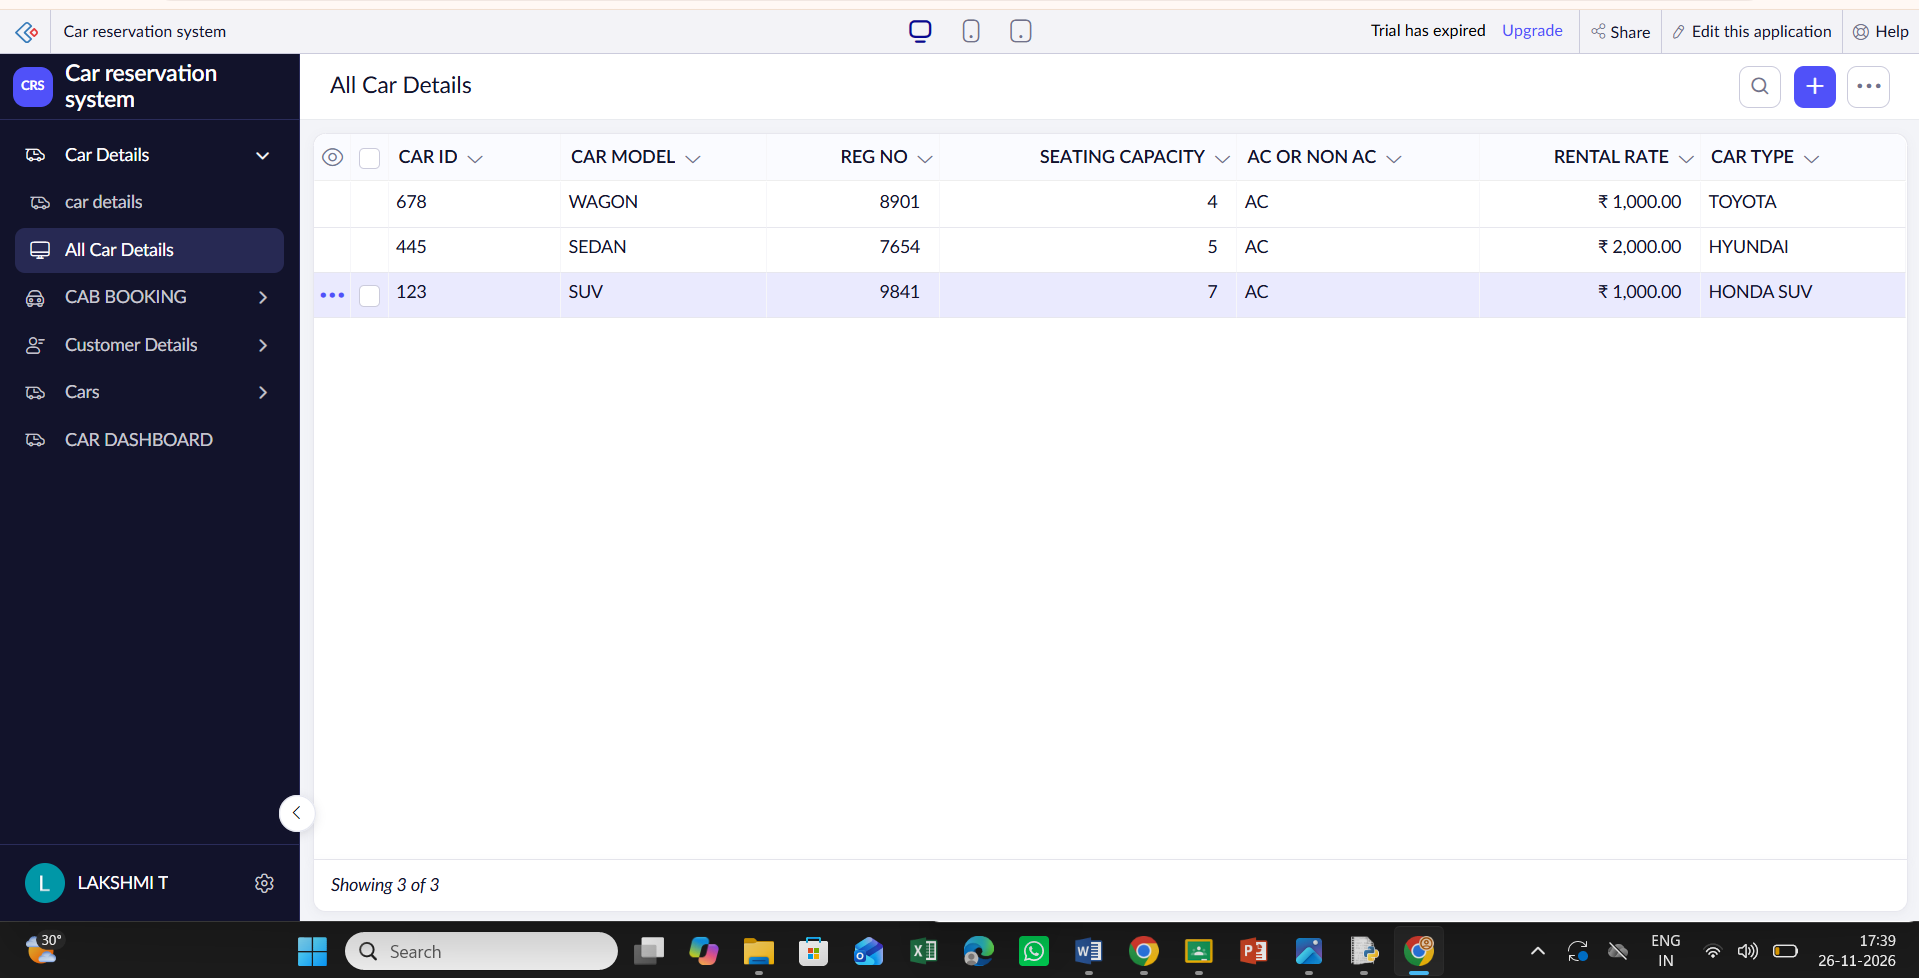 Car reservation system
Trial has expired Upgrade
Share
Edit this application
Help
CRS
Car reservation
system
Car Details
car details
All Car Details
CAB BOOKING
Customer Details
Cars
CAR DASHBOARD
L LAKSHMI T
All Car Details
CAR ID CAR MODEL REG NO SEATING CAPACITY AC OR NON AC RENTAL RATE CAR TYPE
678 WAGON 8901 4 AC ₹ 1,000.00 TOYOTA
445 SEDAN 7654 5 AC ₹ 2,000.00 HYUNDAI
123 SUV 9841 7 AC ₹ 1,000.00 HONDA SUV
Showing 3 of 3
30°
Search
ENG
IN
17:39
26-11-2026